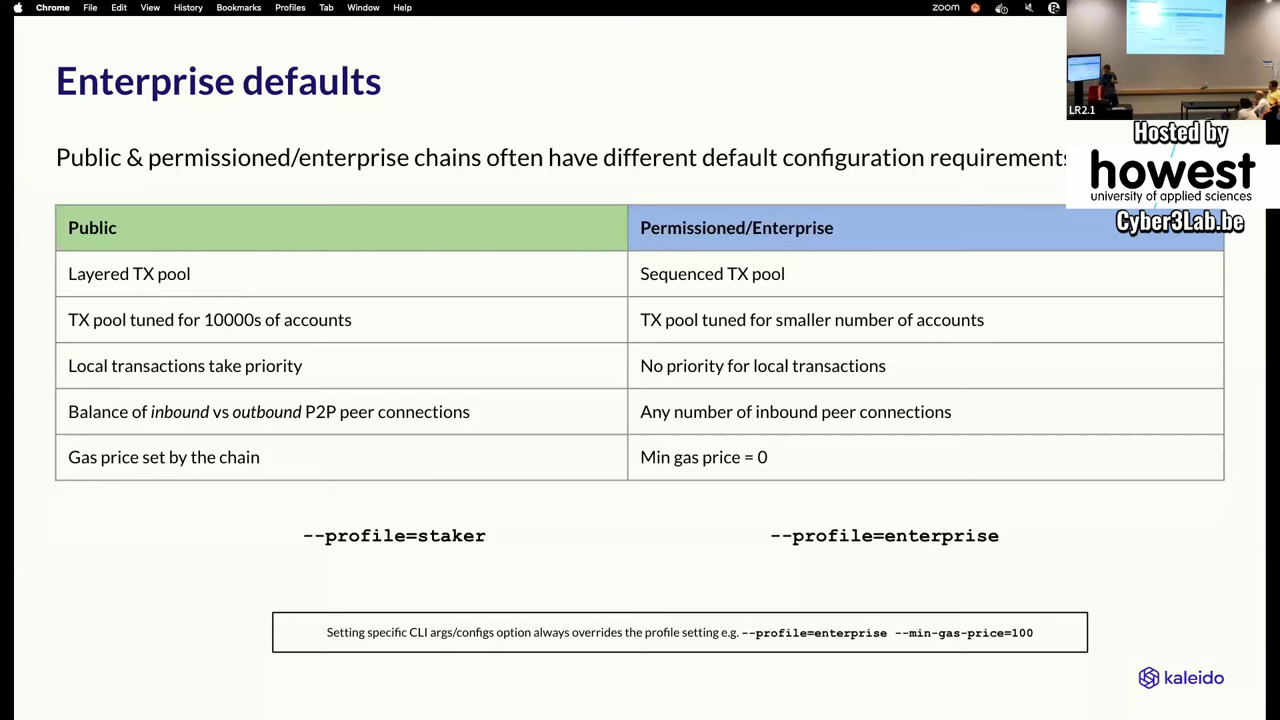 Chrome File Edit View History Bookmarks Profiles Tab Window Help
zoom
LR2.1
Hosted by
howest
university of applied sciences
Cyber3Lab.be
Enterprise defaults
Public & permissioned/enterprise chains often have different default configuration requirements
Public
Permissioned/Enterprise
Layered TX pool
Sequenced TX pool
TX pool tuned for 10000s of accounts
TX pool tuned for smaller number of accounts
Local transactions take priority
No priority for local transactions
Balance of inbound vs outbound P2P peer connections
Any number of inbound peer connections
Gas price set by the chain
Min gas price = 0
--profile=staker
--profile=enterprise
Setting specific CLI args/configs option always overrides the profile setting e.g. --profile=enterprise --min-gas-price=100
kaleido